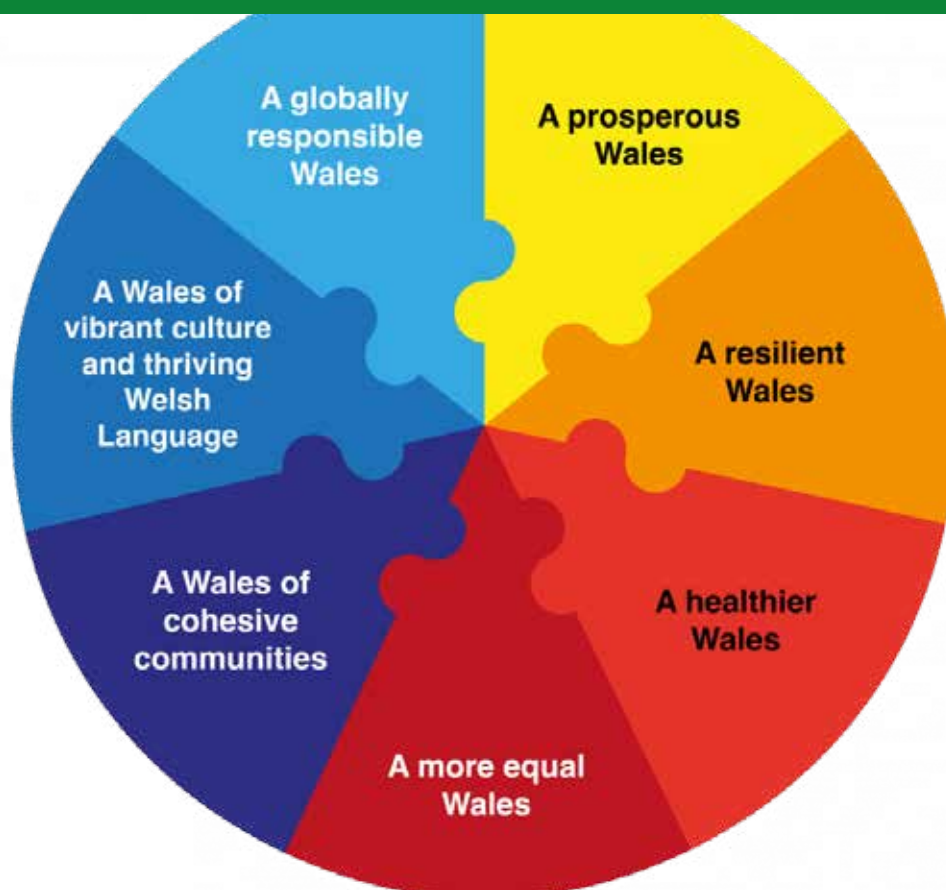 A globally
responsible
Wales
A prosperous
Wales
A resilient
Wales
A healthier
Wales
A more equal
Wales
A Wales of
cohesive
communities
A Wales of
vibrant culture
and thriving
Welsh
Language